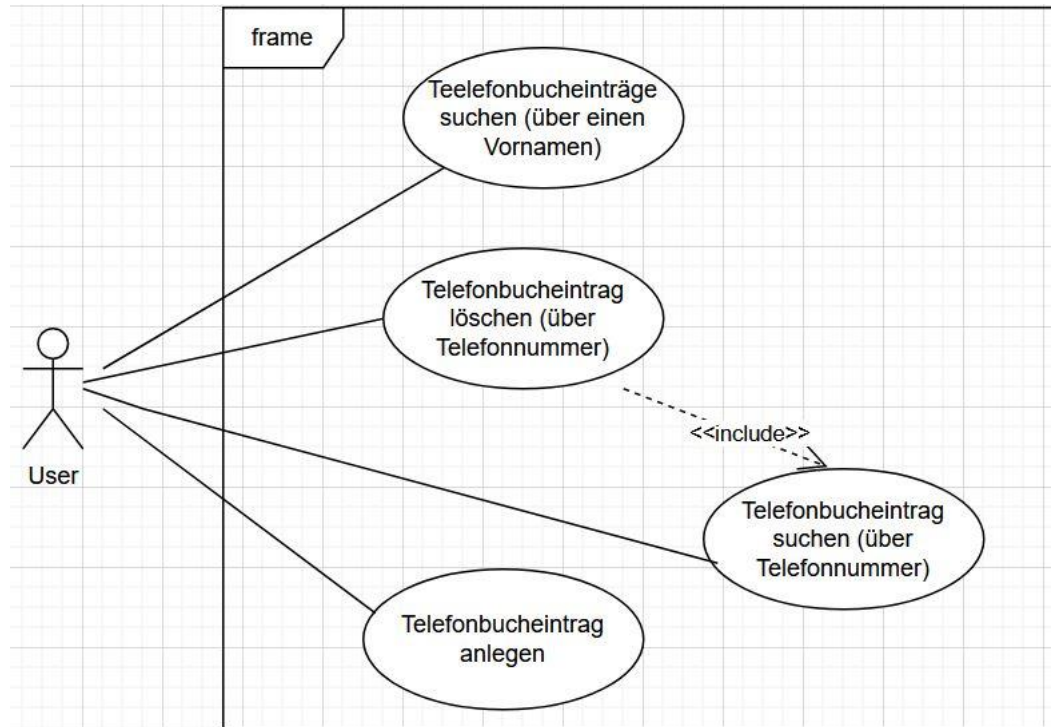 frame
Teelefonbucheinträge
suchen (über einen
Vornamen)
Telefonbucheintrag
löschen (über
Telefonnummer)
<<include>>
User
Telefonbucheintrag
suchen (über
Telefonnummer)
Telefonbucheintrag
anlegen